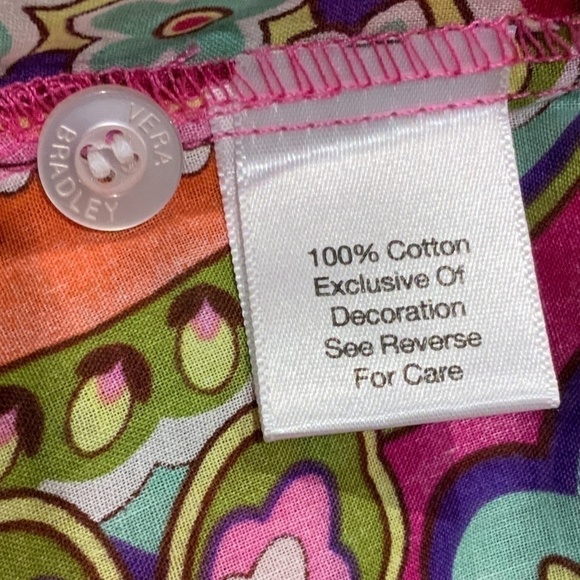 VERA
BRADLEY
100% Cotton
Exclusive Of
Decoration
See Reverse
For Care